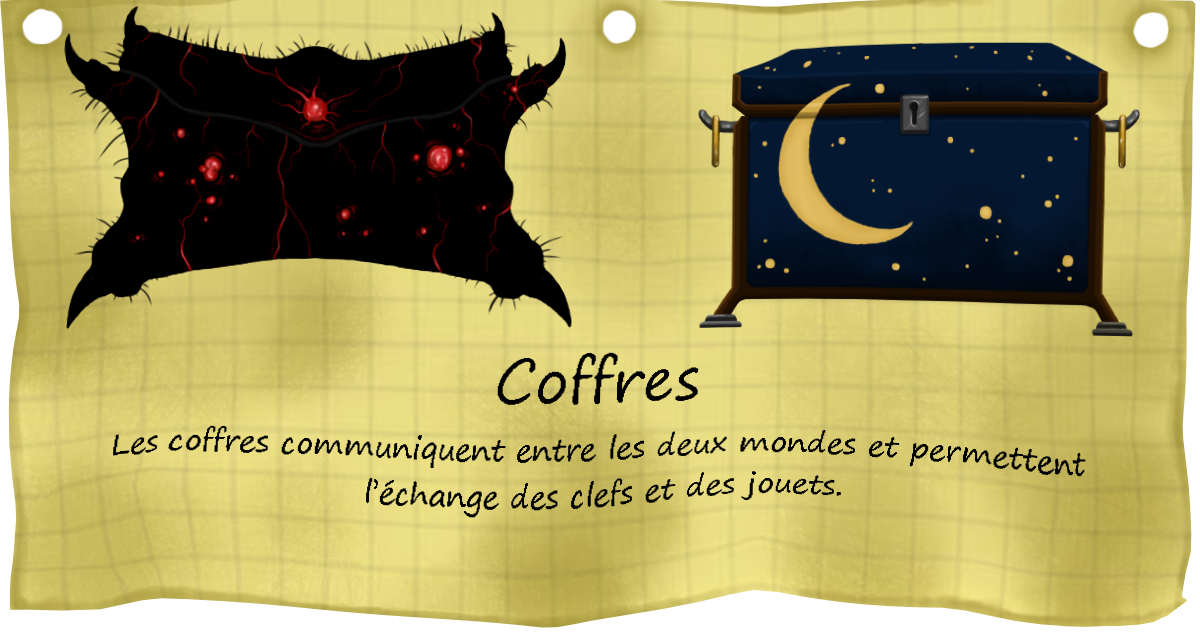 Coffres
Les coffres communiquent entre les deux mondes et permettent
l'échange des clefs et des jouets.